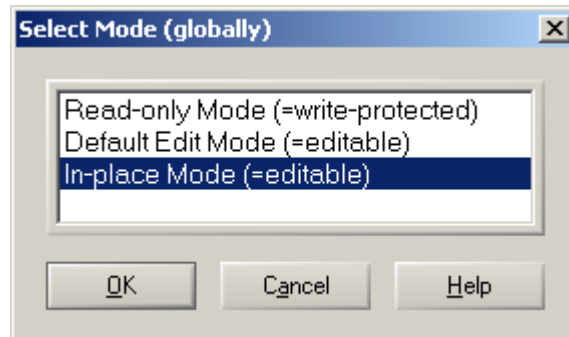 Select Mode (globally)
Read-only Mode (=write-protected)
Default Edit Mode (=editable)
In-place Mode (=editable)
OK Cancel Help